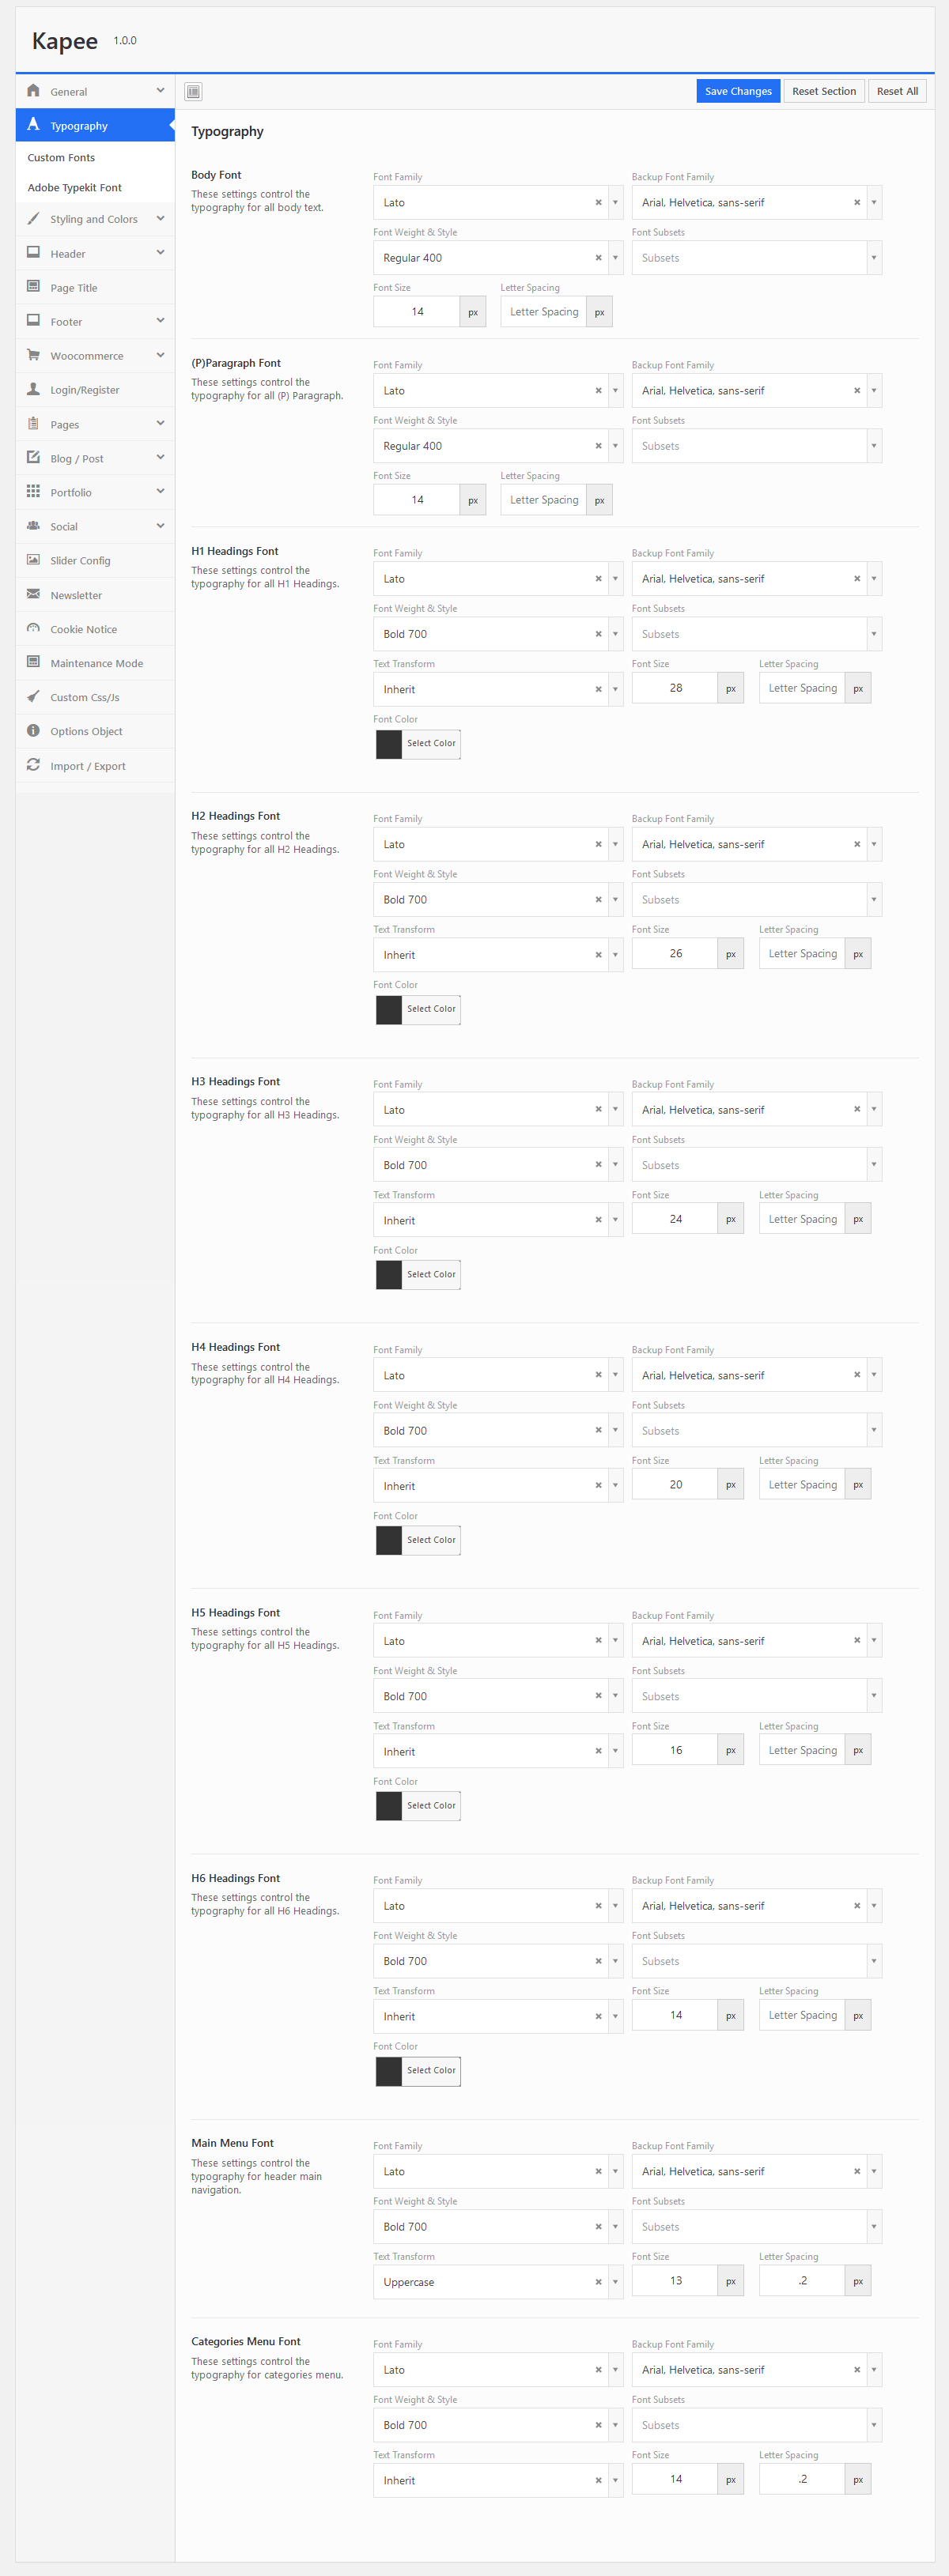 Kapee 1.0.0
General
Typography
Custom Fonts
Adobe Typekit Font
Styling and Colors
Header
Page Title
Footer
Woocommerce
Login/Register
Pages
Blog / Post
Portfolio
Social
Slider Config
Newsletter
Cookie Notice
Maintenance Mode
Custom Css/Js
Options Object
Import / Export
Save Changes Reset Section Reset All
Typography
Body Font
These settings control the
typography for all body text.
Font Family Backup Font Family
Lato Arial, Helvetica, sans-serif
Font Weight & Style Font Subsets
Regular 400 Subsets
Font Size Letter Spacing
14 px Letter Spacing px
(P)Paragraph Font
These settings control the
typography for all (P) Paragraph.
Font Family Backup Font Family
Lato Arial, Helvetica, sans-serif
Font Weight & Style Font Subsets
Regular 400 Subsets
Font Size Letter Spacing
14 px Letter Spacing px
H1 Headings Font
These settings control the
typography for all H1 Headings.
Font Family Backup Font Family
Lato Arial, Helvetica, sans-serif
Font Weight & Style Font Subsets
Bold 700 Subsets
Text Transform Font Size Letter Spacing
Inherit 28 px Letter Spacing px
Font Color
Select Color
H2 Headings Font
These settings control the
typography for all H2 Headings.
Font Family Backup Font Family
Lato Arial, Helvetica, sans-serif
Font Weight & Style Font Subsets
Bold 700 Subsets
Text Transform Font Size Letter Spacing
Inherit 26 px Letter Spacing px
Font Color
Select Color
H3 Headings Font
These settings control the
typography for all H3 Headings.
Font Family Backup Font Family
Lato Arial, Helvetica, sans-serif
Font Weight & Style Font Subsets
Bold 700 Subsets
Text Transform Font Size Letter Spacing
Inherit 24 px Letter Spacing px
Font Color
Select Color
H4 Headings Font
These settings control the
typography for all H4 Headings.
Font Family Backup Font Family
Lato Arial, Helvetica, sans-serif
Font Weight & Style Font Subsets
Bold 700 Subsets
Text Transform Font Size Letter Spacing
Inherit 20 px Letter Spacing px
Font Color
Select Color
H5 Headings Font
These settings control the
typography for all H5 Headings.
Font Family Backup Font Family
Lato Arial, Helvetica, sans-serif
Font Weight & Style Font Subsets
Bold 700 Subsets
Text Transform Font Size Letter Spacing
Inherit 16 px Letter Spacing px
Font Color
Select Color
H6 Headings Font
These settings control the
typography for all H6 Headings.
Font Family Backup Font Family
Lato Arial, Helvetica, sans-serif
Font Weight & Style Font Subsets
Bold 700 Subsets
Text Transform Font Size Letter Spacing
Inherit 14 px Letter Spacing px
Font Color
Select Color
Main Menu Font
These settings control the
typography for header main
navigation.
Font Family Backup Font Family
Lato Arial, Helvetica, sans-serif
Font Weight & Style Font Subsets
Bold 700 Subsets
Text Transform Font Size Letter Spacing
Uppercase 13 px .2 px
Categories Menu Font
These settings control the
typography for categories menu.
Font Family Backup Font Family
Lato Arial, Helvetica, sans-serif
Font Weight & Style Font Subsets
Bold 700 Subsets
Text Transform Font Size Letter Spacing
Inherit 14 px .2 px